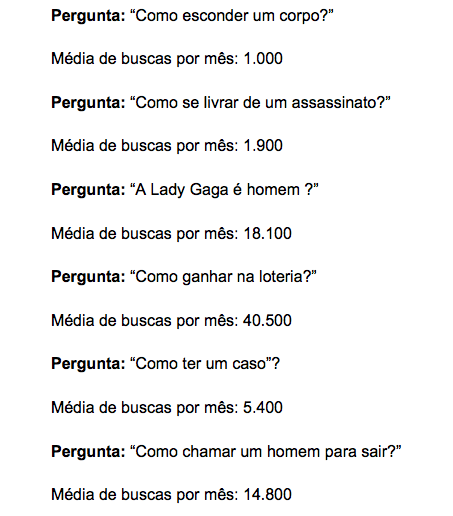 Pergunta: “Como esconder um corpo?”
Média de buscas por mês: 1.000
Pergunta: “Como se livrar de um assassinato?”
Média de buscas por mês: 1.900
Pergunta: “A Lady Gaga é homem ?”
Média de buscas por mês: 18.100
Pergunta: “Como ganhar na loteria?”
Média de buscas por mês: 40.500
Pergunta: “Como ter um caso”?
Média de buscas por mês: 5.400
Pergunta: “Como chamar um homem para sair?”
Média de buscas por mês: 14.800